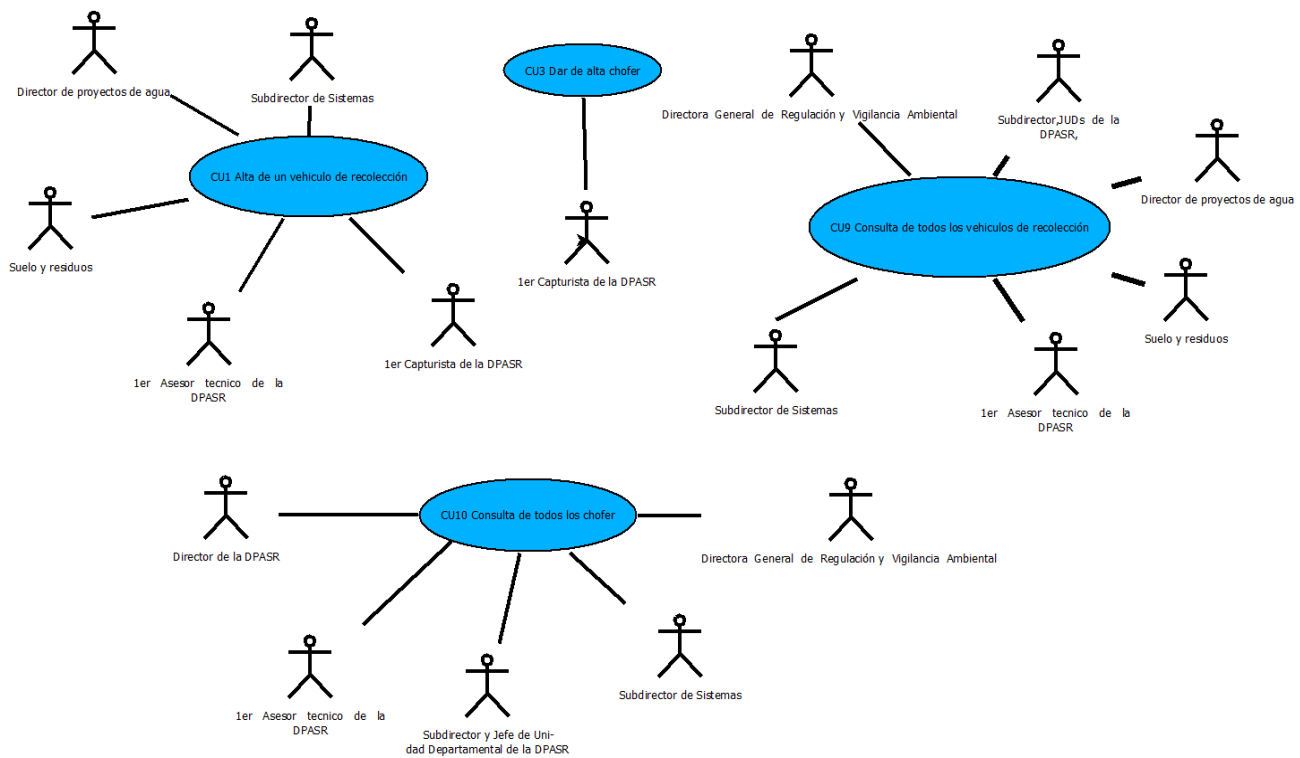 Director de proyectos de agua
Subdirector de Sistemas
CU1 Alta de un vehiculo de recolección
Suelo y residuos
1er Asesor tecnico de la
DPASR
1er Capturista de la DPASR
CU3 Dar de alta chofer
1er Capturista de la DPASR
Directora General de Regulación y Vigilancia Ambiental
Subdirector,JUDs de la
DPASR,
Director de proyectos de agua
CU9 Consulta de todos los vehiculos de recolección
Suelo y residuos
Subdirector de Sistemas
1er Asesor tecnico de la
DPASR
CU10 Consulta de todos los chofer
Director de la DPASR
Directora General de Regulación y Vigilancia Ambiental
1er Asesor tecnico de la
DPASR
Subdirector y Jefe de Uni-
dad Departamental de la DPASR
Subdirector de Sistemas